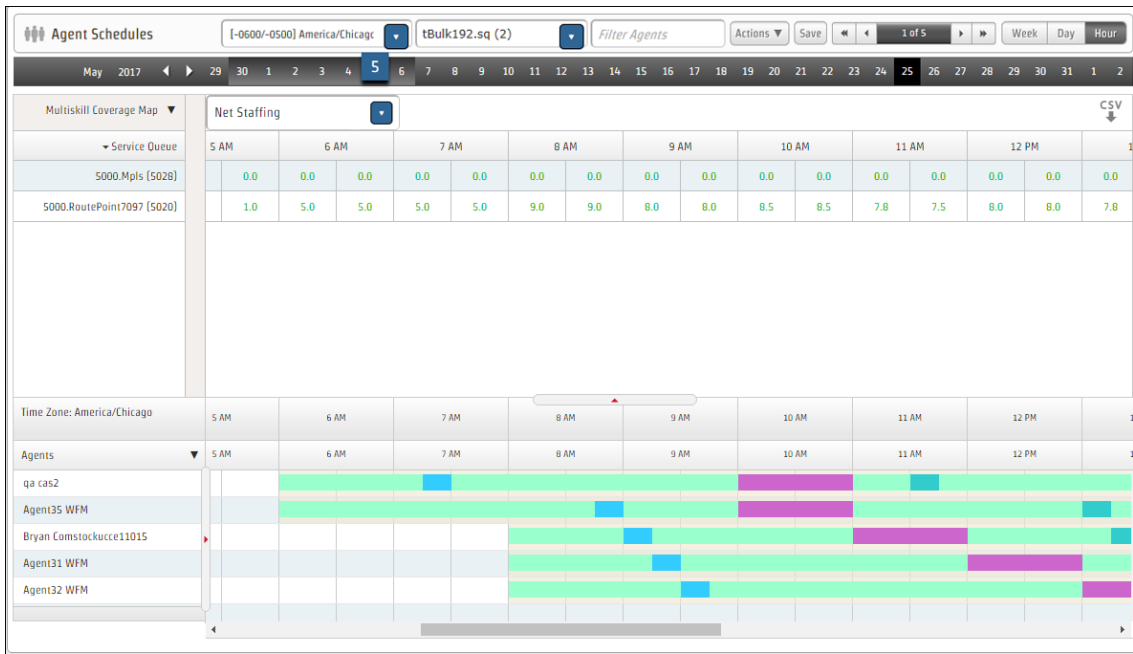 Agent Schedules [-0600/-0500] America/Chicago tBulk192.sq (2) Filter Agents Actions ▼ Save 1 of 5 Week Day Hour
May 2017 29 30 1 2 3 4 5 6 7 8 9 10 11 12 13 14 15 16 17 18 19 20 21 22 23 24 25 26 27 28 29 30 31 1 2
Multiskill Coverage Map ▼ Net Staffing CSV
Service Queue 5 AM 6 AM 7 AM 8 AM 9 AM 10 AM 11 AM 12 PM 1
5000.Mpls (5028) 0.0 0.0 0.0 0.0 0.0 0.0 0.0 0.0 0.0 0.0 0.0 0.0 0.0 0.0 0.0 0.0
5000.RoutePoint7097 (5020) 1.0 5.0 5.0 5.0 5.0 9.0 9.0 8.0 8.0 8.5 8.5 7.8 7.5 8.0 8.0 7.8
Time Zone: America/Chicago 5 AM 6 AM 7 AM 8 AM 9 AM 10 AM 11 AM 12 PM 1
Agents ▼ 5 AM 6 AM 7 AM 8 AM 9 AM 10 AM 11 AM 12 PM 1
qa cas2
Agent35 WFM
Bryan Comstockucce11015
Agent31 WFM
Agent32 WFM